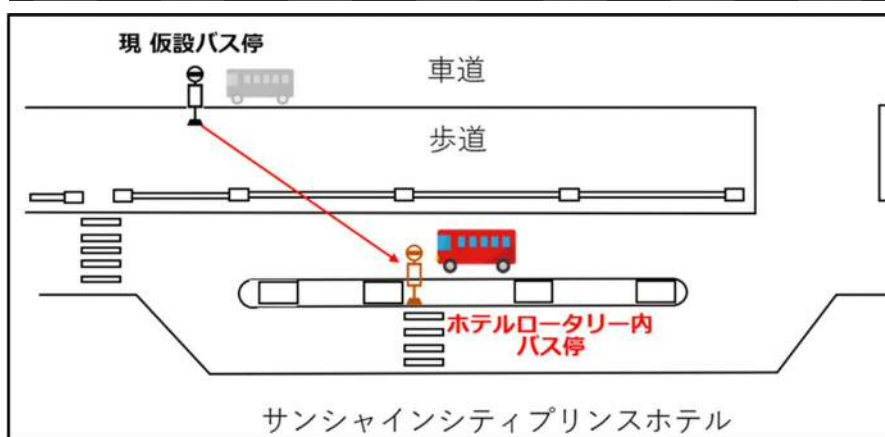 現 仮設バス停
車道
歩道
ホテルロータリー内
バス停
サンシャインシティプリンスホテル